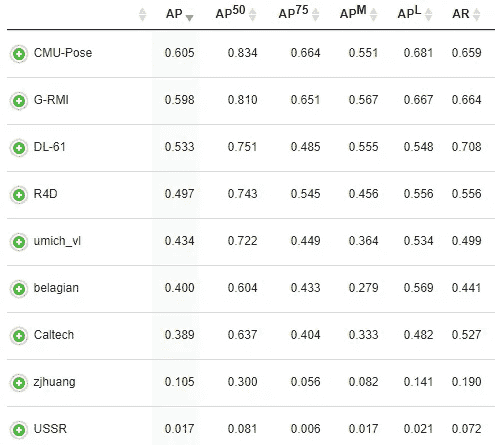 AP AP50 AP75 APM APL AR
CMU-Pose 0.605 0.834 0.664 0.551 0.681 0.659
G-RMI 0.598 0.810 0.651 0.567 0.667 0.664
DL-61 0.533 0.751 0.485 0.555 0.548 0.708
R4D 0.497 0.743 0.545 0.456 0.556 0.556
umich_vl 0.434 0.722 0.449 0.364 0.534 0.499
belagian 0.400 0.604 0.433 0.279 0.569 0.441
Caltech 0.389 0.637 0.404 0.333 0.482 0.527
zjhuang 0.105 0.300 0.056 0.082 0.141 0.190
USSR 0.017 0.081 0.006 0.017 0.021 0.072